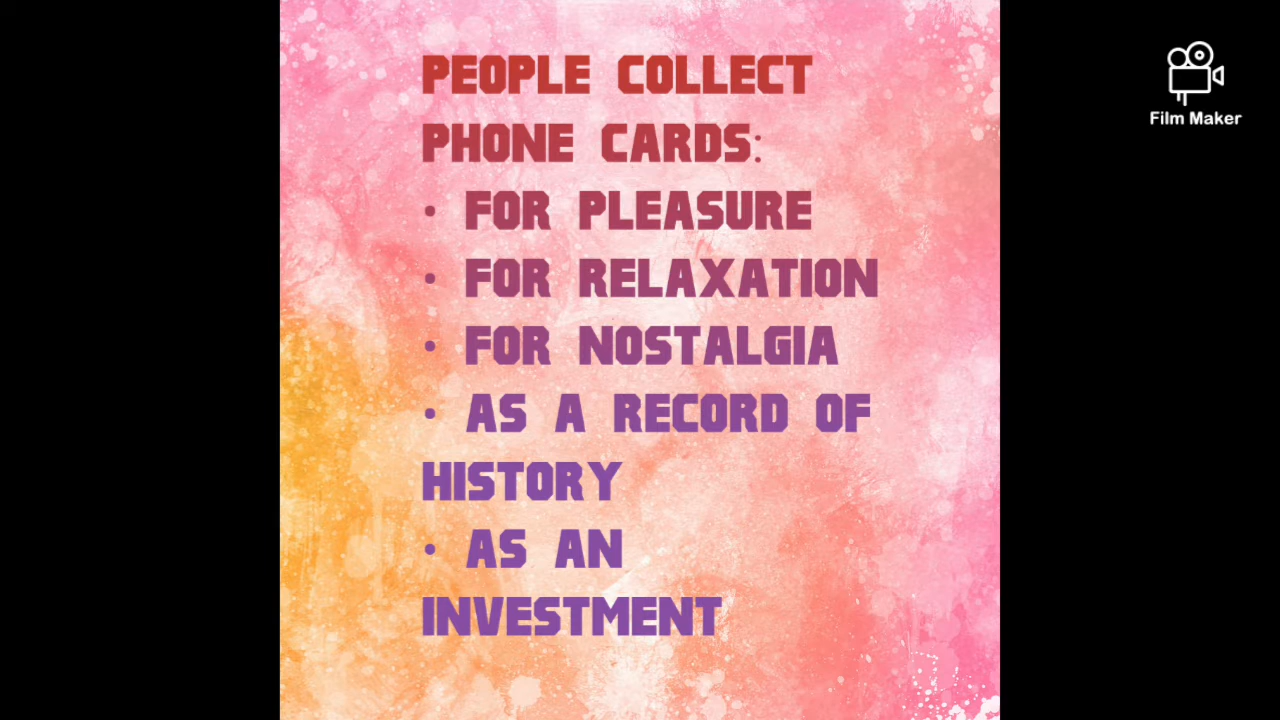 PEOPLE COLLECT
PHONE CARDS:
• FOR PLEASURE
• FOR RELAXATION
• FOR NOSTALGIA
• AS A RECORD OF
HISTORY
• AS AN
INVESTMENT
Film Maker